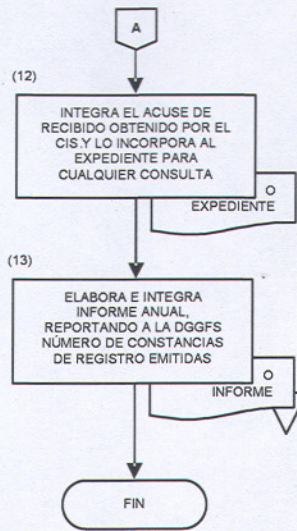 A
(12)
INTEGRA EL ACUSE DE
RECIBIDO OBTENIDO POR EL
CIS.Y LO INCORPORA AL
EXPEDIENTE PARA
CUALQUIER CONSULTA
O
EXPEDIENTE
(13)
ELABORA E INTEGRA
INFORME ANUAL,
REPORTANDO A LA DGGFS
NÚMERO DE CONSTANCIAS
DE REGISTRO EMITIDAS
O
INFORME
FIN